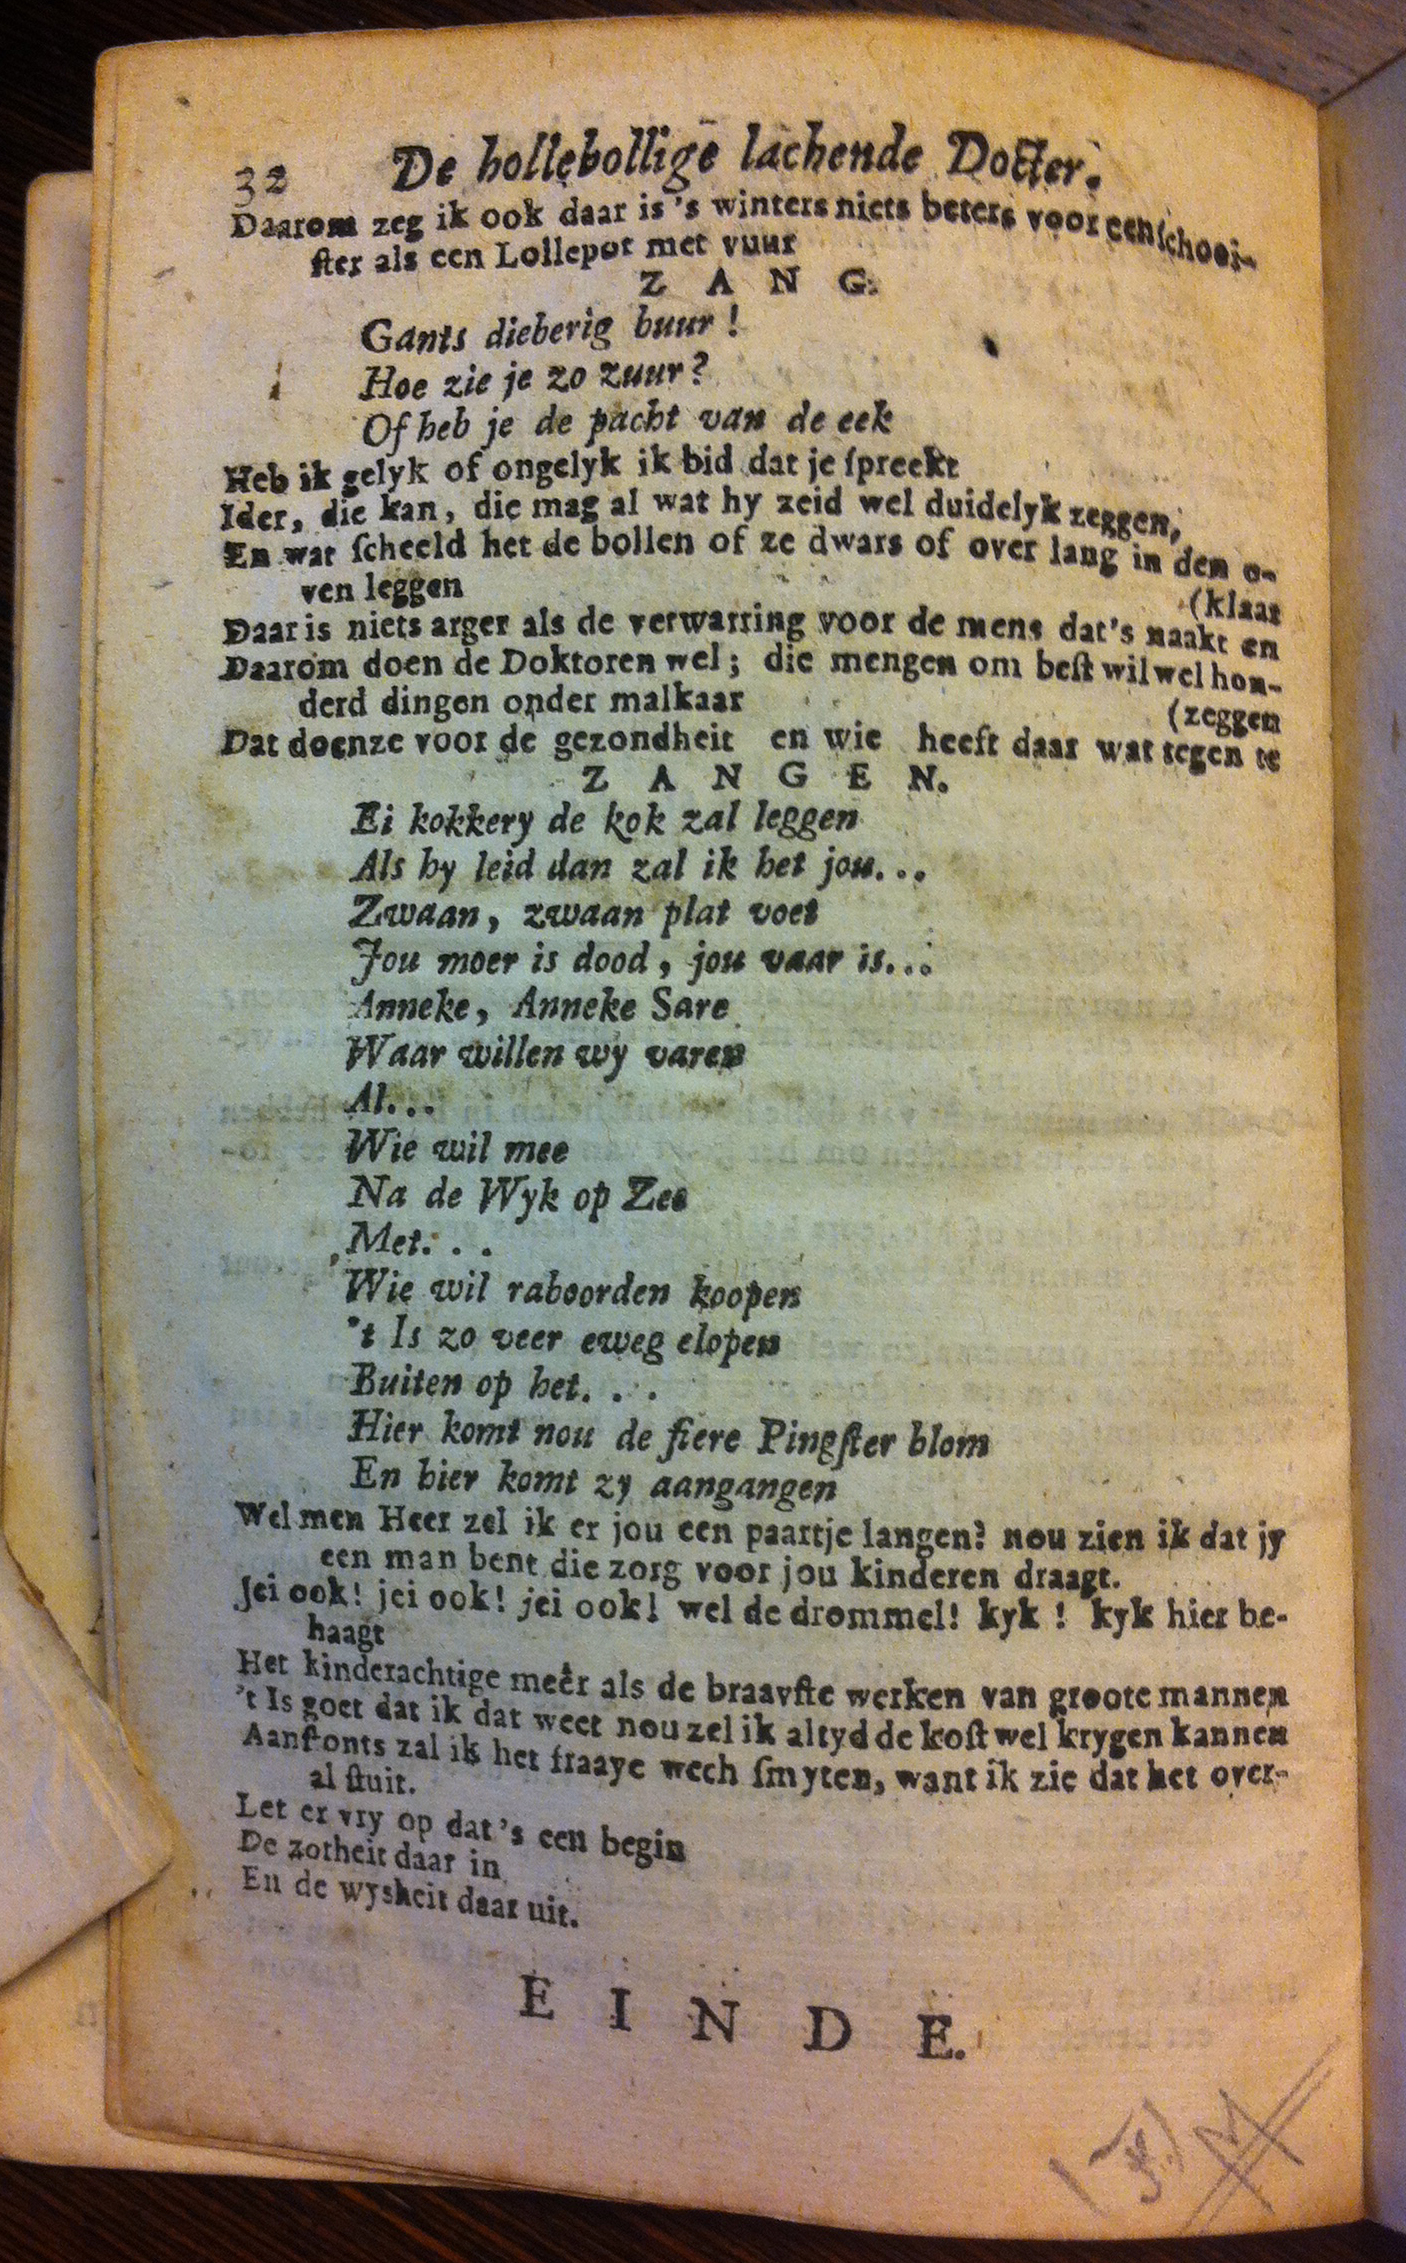 32 De hollebollige lachende Docter.
Daarom zeg ik ook daar is 's winters niets beters voor een ſchooi-
ſter als een Lollepot met vuur
Z A N G.
Gants dieberig buur!
Hoe zie je zo zuur?
Of heb je de pacht van de eek
Heb ik gelyk of ongelyk ik bid dat je ſpreekt
Ider, die kan, die mag al wat hy zeid wel duidelyk zeggen,
En wat ſcheeld het de bollen of ze dwars of over lang in den o-
ven leggen
(klaar
Daar is niets arger als de verwarring voor de mens dat's naakt en
Daarom doen de Doktoren wel; die mengen om beſt wil wel hon-
derd dingen onder malkaar
(zeggen
Dat doenze voor de gezondheit en wie heeft daar wat tegen te
Z A N G E N.
Ei kokkery de kok zal leggen
Als hy leid dan zal ik het jou...
Zwaan, zwaan plat voet
Jou moer is dood, jou vaar is...
Anneke, Anneke Sare
Waar willen wy varen
Al...
Wie wil mee
Na de Wyk op Zee
Met...
Wie wil raboorden koopen
't Is zo veer eweg elopen
Buiten op het...
Hier komt nou de fiere Pingſter blom
En hier komt zy aangangen
Wel men Heer zel ik er jou een paartje langen? nou zien ik dat jy
een man bent die zorg voor jou kinderen draagt.
Jei ook! jei ook! jei ook! wel de drommel! kyk! kyk hier be-
haagt
Het kinderachtige meer als de braavſte werken van groote mannen
't Is goet dat ik dat weet nou zel ik altyd de koſt wel krygen kannen
Aanſtonts zal ik het fraaye wech ſmyten, want ik zie dat het over-
al ſtuit.
Let er vry op dat's een begin
De zotheit daar in
En de wysheit daar uit.
E I N D E.